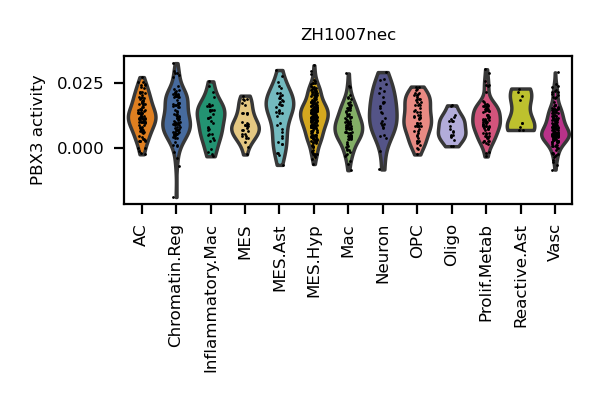 ZH1007nec
PBX3 activity
0.025
0.000
AC
Chromatin.Reg
Inflammatory.Mac
MES
MES.Ast
MES.Hyp
Mac
Neuron
OPC
Oligo
Prolif.Metab
Reactive.Ast
Vasc